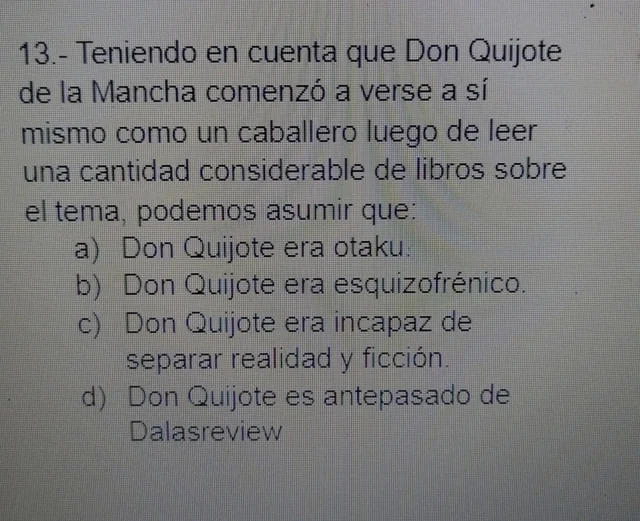 13.- Teniendo en cuenta que Don Quijote
de la Mancha comenzó a verse a sí
mismo como un caballero luego de leer
una cantidad considerable de libros sobre
el tema, podemos asumir que:
a) Don Quijote era otaku.
b) Don Quijote era esquizofrénico.
c) Don Quijote era incapaz de
separar realidad y ficción.
d) Don Quijote es antepasado de
Dalasreview